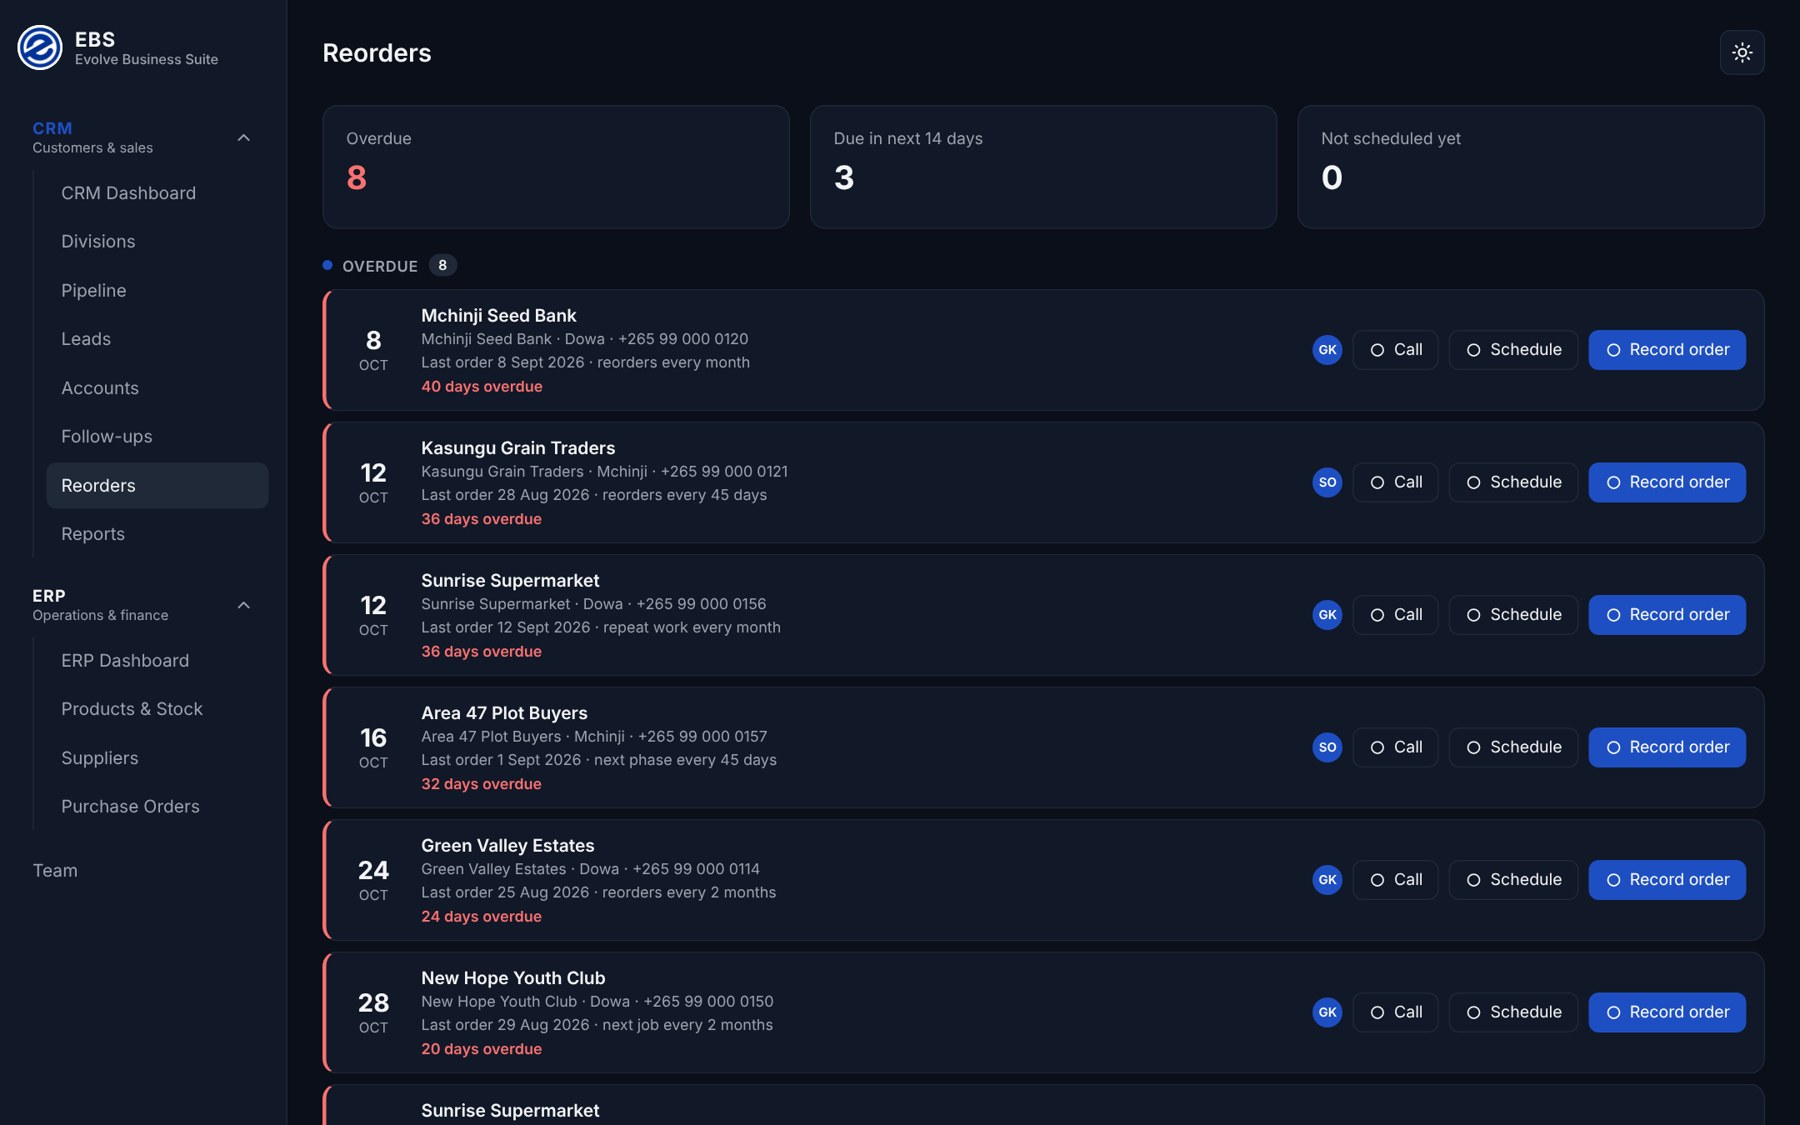 EBS
Evolve Business Suite
CRM
Customers & sales
CRM Dashboard
Divisions
Pipeline
Leads
Accounts
Follow-ups
Reorders
Reports
ERP
Operations & finance
ERP Dashboard
Products & Stock
Suppliers
Purchase Orders
Team
Reorders
Overdue
8
Due in next 14 days
3
Not scheduled yet
0
OVERDUE 8
8
OCT
Mchinji Seed Bank
Mchinji Seed Bank · Dowa · +265 99 000 0120
Last order 8 Sept 2026 · reorders every month
40 days overdue
GK Call Schedule Record order
12
OCT
Kasungu Grain Traders
Kasungu Grain Traders · Mchinji · +265 99 000 0121
Last order 28 Aug 2026 · reorders every 45 days
36 days overdue
SO Call Schedule Record order
12
OCT
Sunrise Supermarket
Sunrise Supermarket · Dowa · +265 99 000 0156
Last order 12 Sept 2026 · repeat work every month
36 days overdue
GK Call Schedule Record order
16
OCT
Area 47 Plot Buyers
Area 47 Plot Buyers · Mchinji · +265 99 000 0157
Last order 1 Sept 2026 · next phase every 45 days
32 days overdue
SO Call Schedule Record order
24
OCT
Green Valley Estates
Green Valley Estates · Dowa · +265 99 000 0114
Last order 25 Aug 2026 · reorders every 2 months
24 days overdue
GK Call Schedule Record order
28
OCT
New Hope Youth Club
New Hope Youth Club · Dowa · +265 99 000 0150
Last order 29 Aug 2026 · next job every 2 months
20 days overdue
GK Call Schedule Record order
Sunrise Supermarket